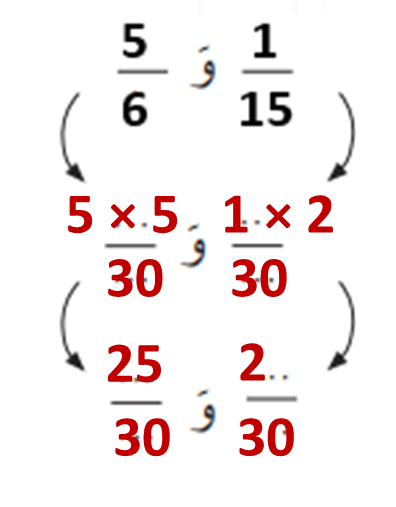 5/6 وَ 1/15
5 × 5/30 وَ 1 × 2/30
25/30 وَ 2/30